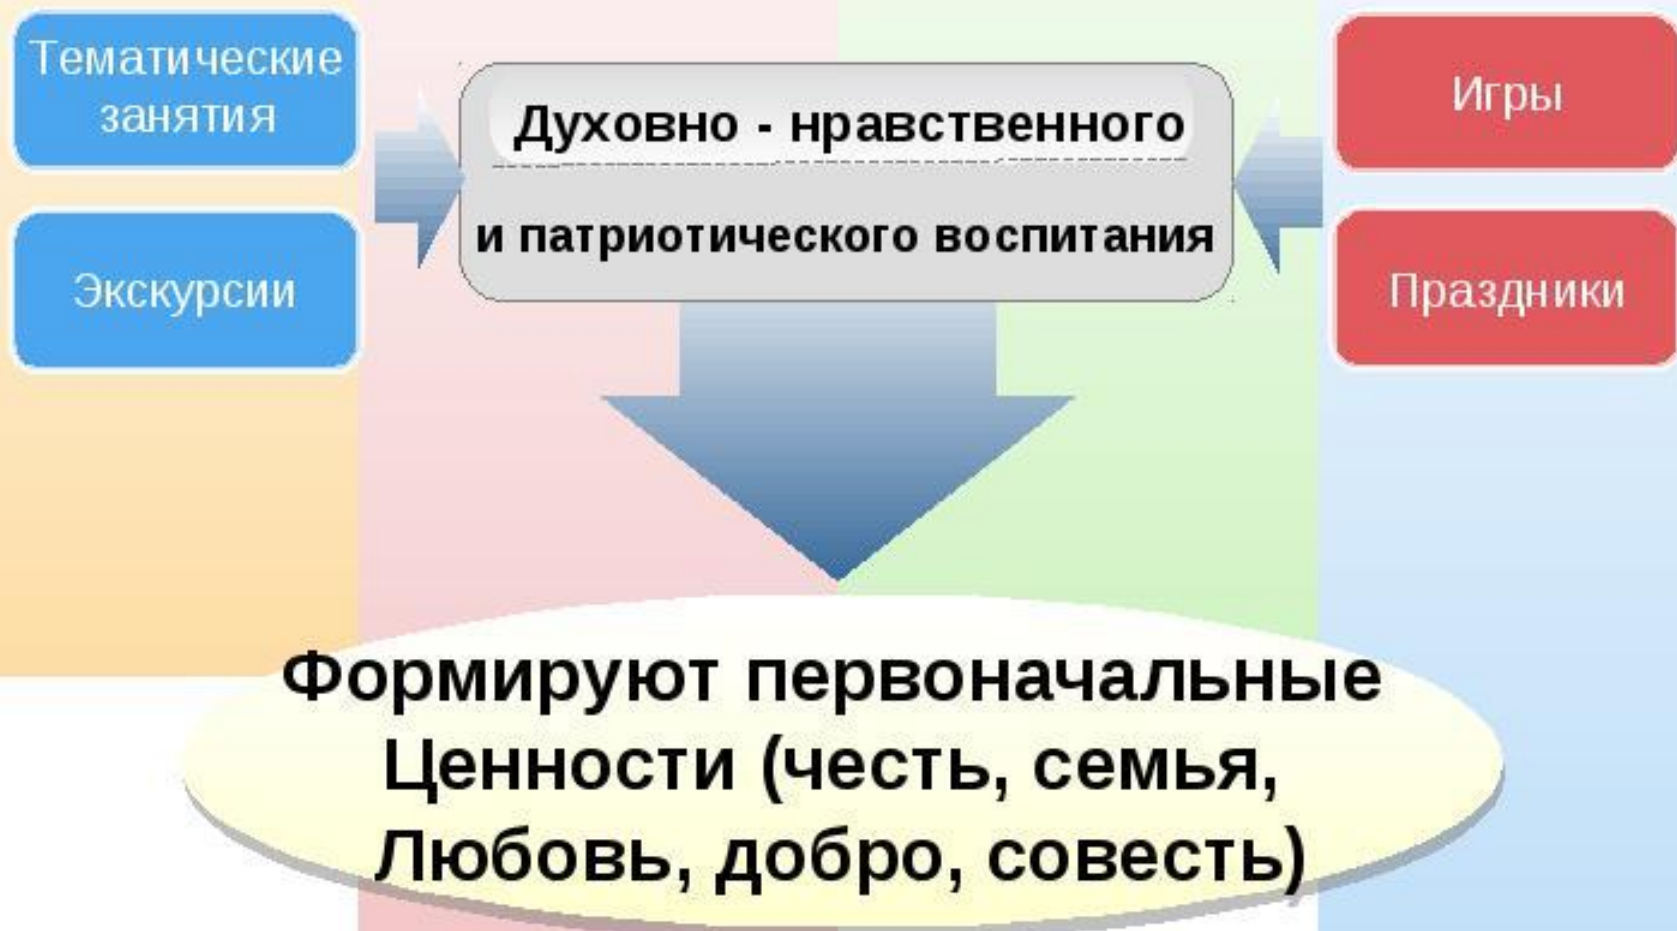 Тематические
занятия
Экскурсии
Духовно - нравственного
и патриотического воспитания
Игры
Праздники
Формируют первоначальные
Ценности (честь, семья,
Любовь, добро, совесть)